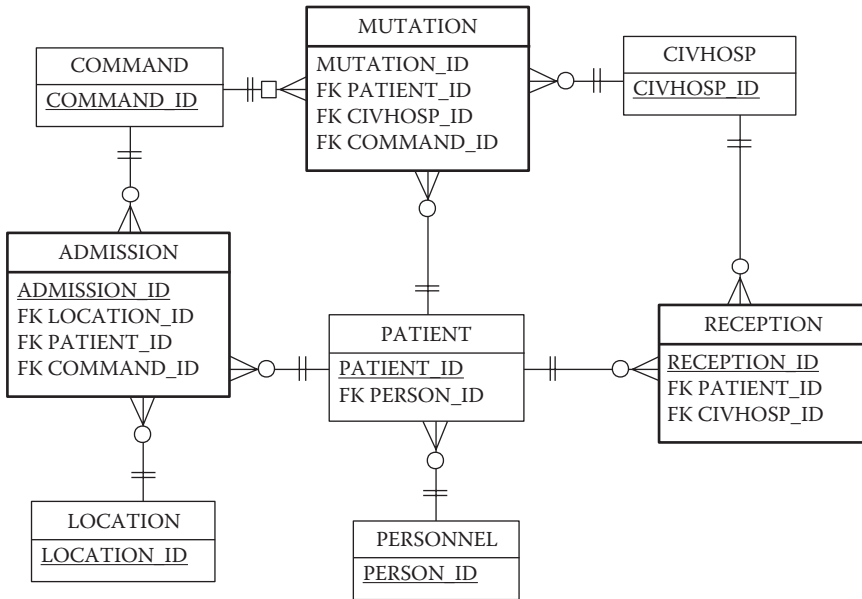 MUTATION
MUTATION_ID
FK PATIENT_ID
FK CIVHOSP_ID
FK COMMAND_ID
COMMAND
COMMAND_ID
CIVHOSP
CIVHOSP_ID
ADMISSION
ADMISSION_ID
FK LOCATION_ID
FK PATIENT_ID
FK COMMAND_ID
PATIENT
PATIENT_ID
FK PERSON_ID
RECEPTION
RECEPTION_ID
FK PATIENT_ID
FK CIVHOSP_ID
LOCATION
LOCATION_ID
PERSONNEL
PERSON_ID